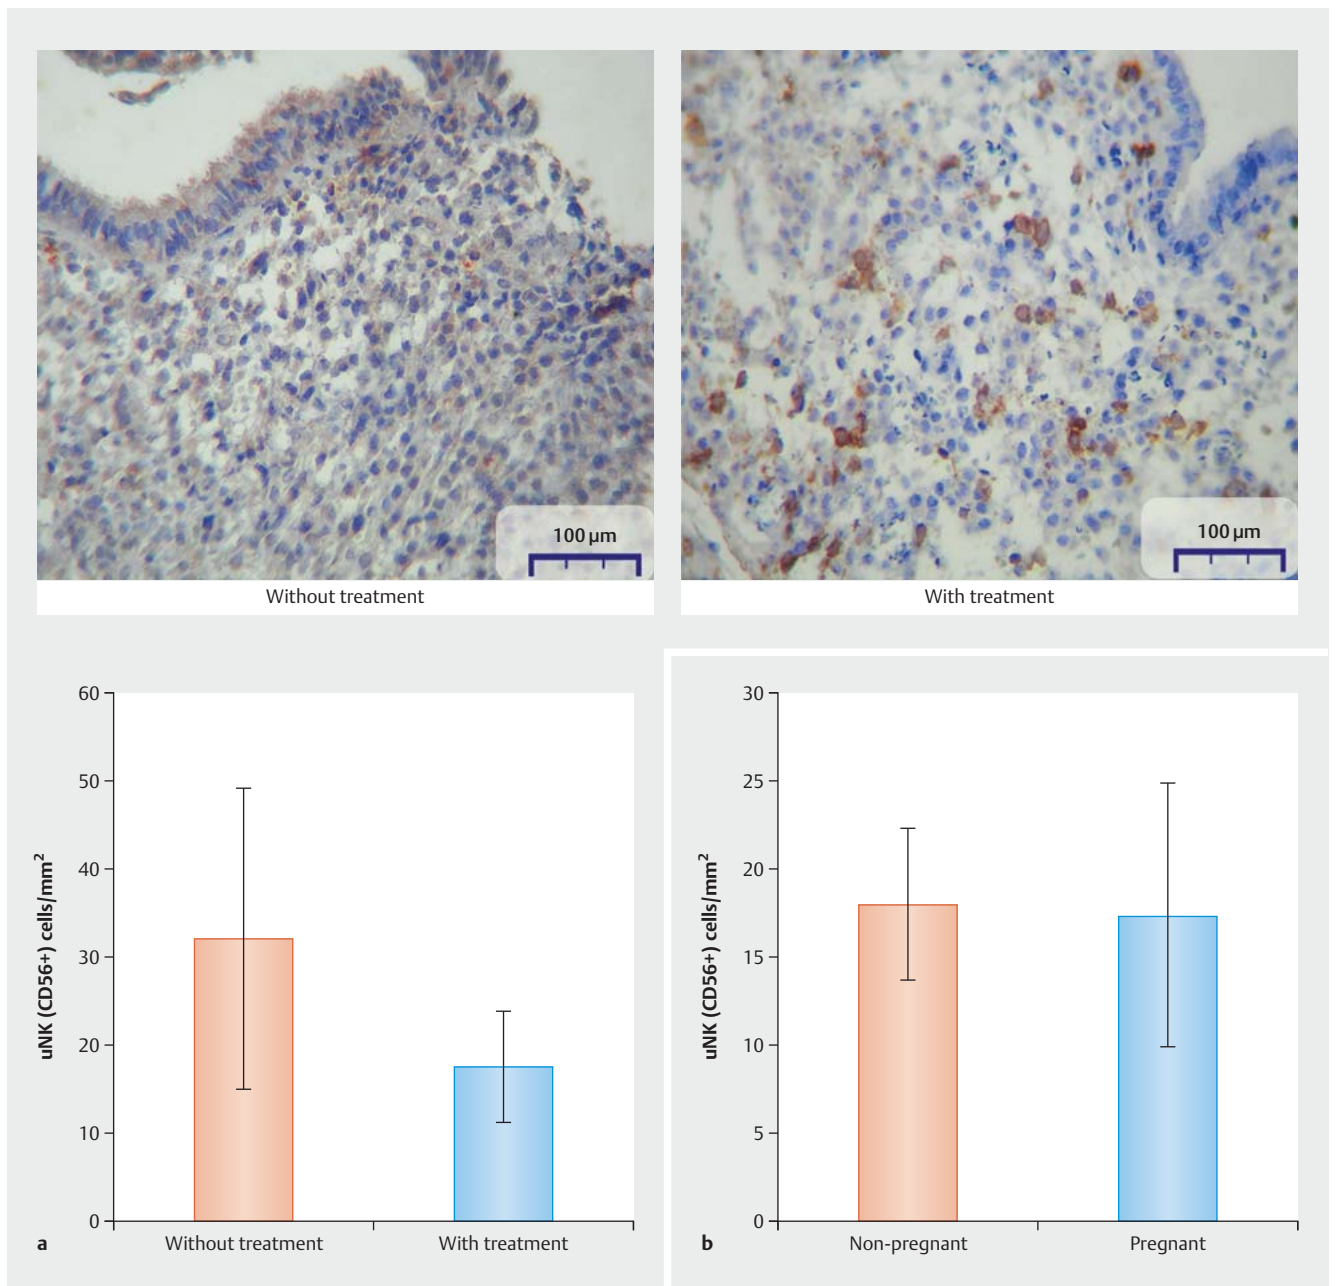 100 µm
100 µm
Without treatment
With treatment
60
50
40
30
20
10
0
uNK (CD56+) cells/mm²
Without treatment
With treatment
a
30
25
20
15
10
5
0
uNK (CD56+) cells/mm²
Non-pregnant
Pregnant
b